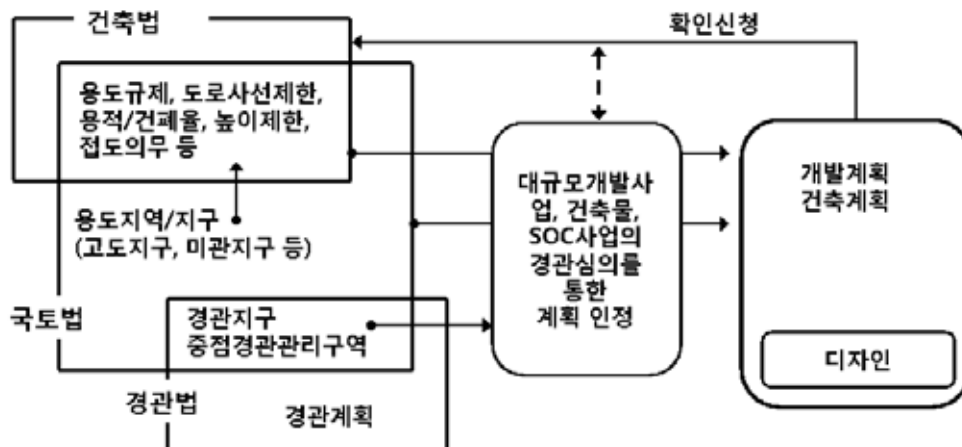 건축법
확인신청
용도규제, 도로사선제한,
용적/건폐율, 높이제한,
접도의무 등
용도지역/지구
(고도지구, 미관지구 등)
국토법
경관지구
중점경관관리구역
경관법
경관계획
대규모개발사
업, 건축물,
SOC사업의
경관심의를
통한
계획 인정
개발계획
건축계획
디자인